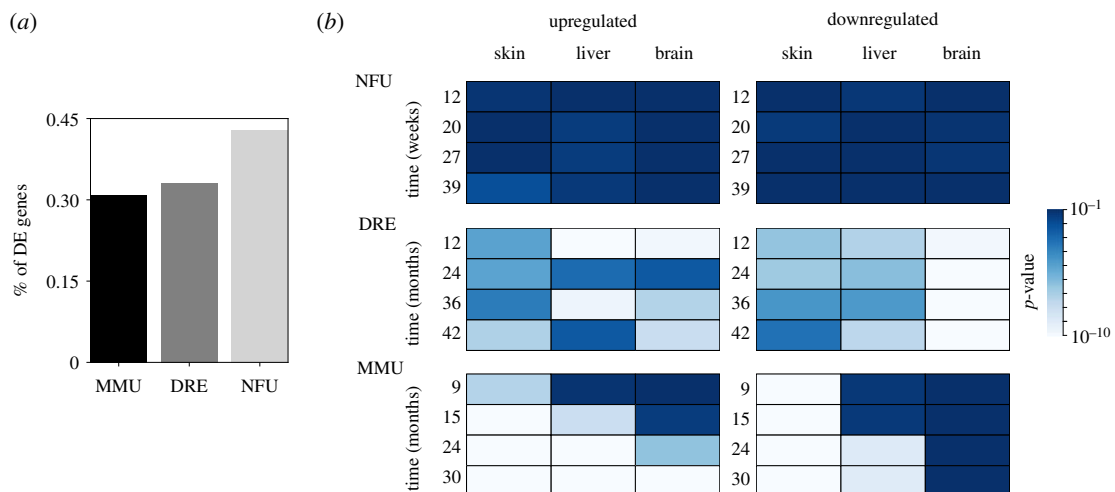 (a)
% of DE genes
0.45
0.30
0.15
0
MMU DRE NFU
(b)
upregulated downregulated
skin liver brain skin liver brain
NFU
time (weeks)
12 12
20 20
27 27
39 39
DRE
time (months)
12 12
24 24
36 36
42 42
MMU
time (months)
9 9
15 15
24 24
30 30
10⁻¹
p-value
10⁻¹⁰